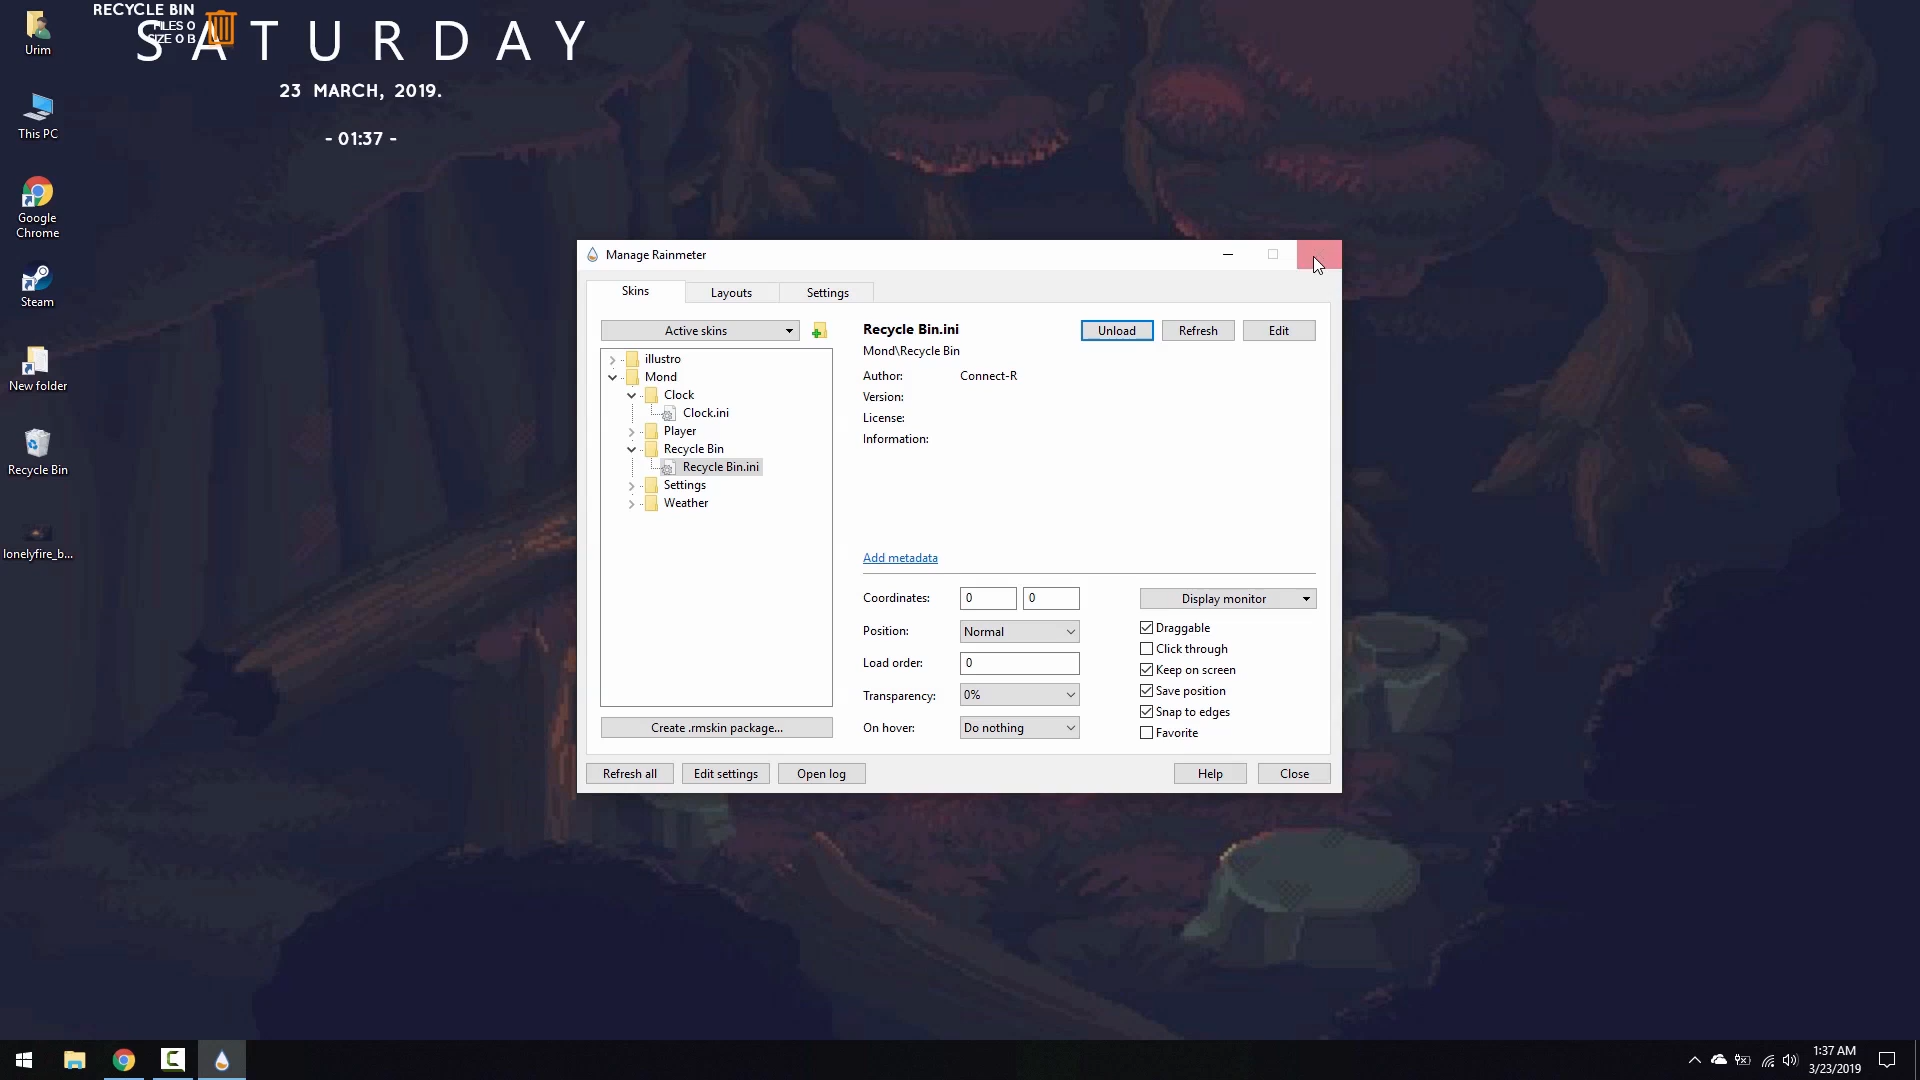 RECYCLE BIN
FILES 0
SIZE 0 B
SATURDAY
23 MARCH, 2019.
- 01:37 -
Urim
This PC
Google
Chrome
Steam
New folder
Recycle Bin
lonelyfire_b...
Manage Rainmeter
Skins
Layouts
Settings
Active skins
illustro
Mond
Clock
Clock.ini
Player
Recycle Bin
Recycle Bin.ini
Settings
Weather
Create .rmskin package...
Recycle Bin.ini
Unload
Refresh
Edit
Mond\Recycle Bin
Author: Connect-R
Version:
License:
Information:
Add metadata
Coordinates: 0 0
Position: Normal
Load order: 0
Transparency: 0%
On hover: Do nothing
Display monitor
Draggable
Click through
Keep on screen
Save position
Snap to edges
Favorite
Refresh all
Edit settings
Open log
Help
Close
1:37 AM
3/23/2019